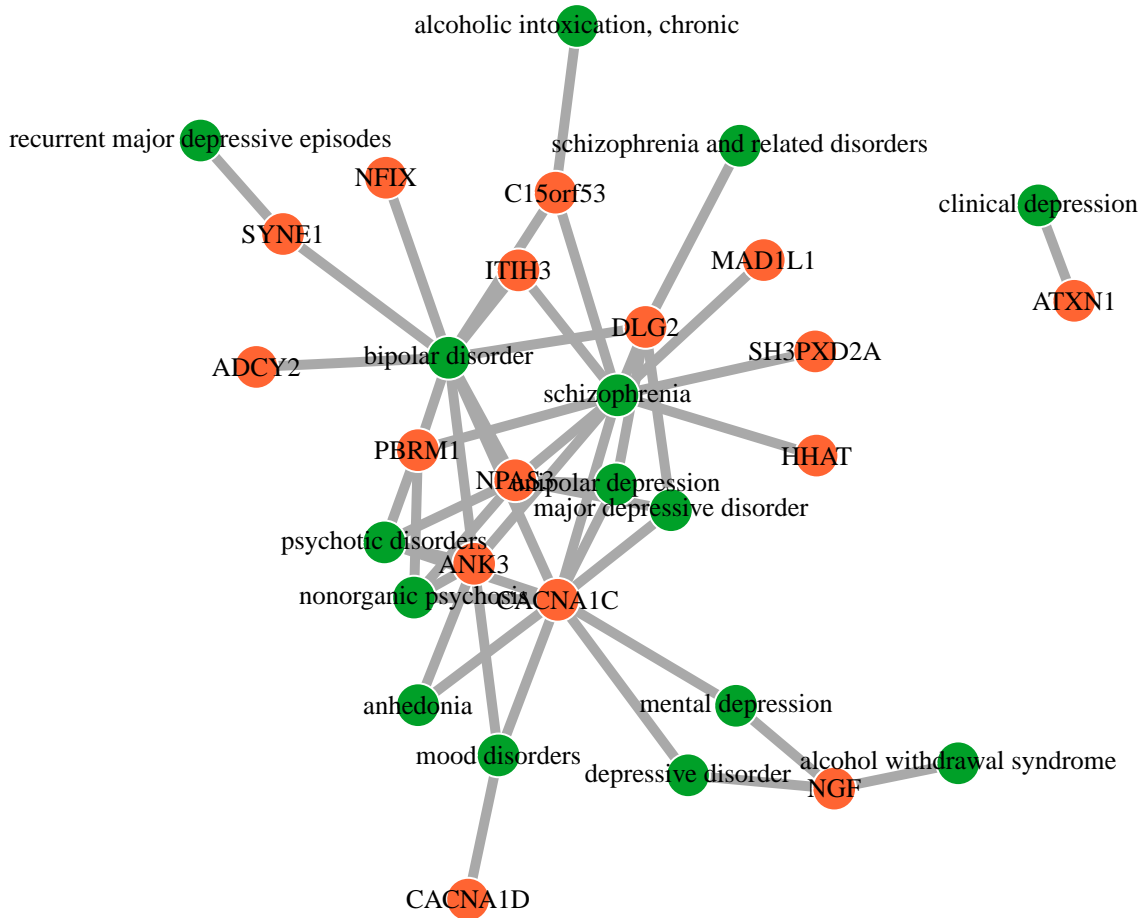 alcoholic intoxication, chronic
recurrent major depressive episodes
schizophrenia and related disorders
NFIX
C15orf53
clinical depression
SYNE1
ITIH3
MAD1L1
ATXN1
DLG2
SH3PXD2A
bipolar disorder
ADCY2
schizophrenia
PBRM1
HHAT
NPAS3
unipolar depression
major depressive disorder
psychotic disorders
ANK3
nonorganic psychosis
CACNA1C
anhedonia
mental depression
mood disorders
alcohol withdrawal syndrome
depressive disorder
NGF
CACNA1D